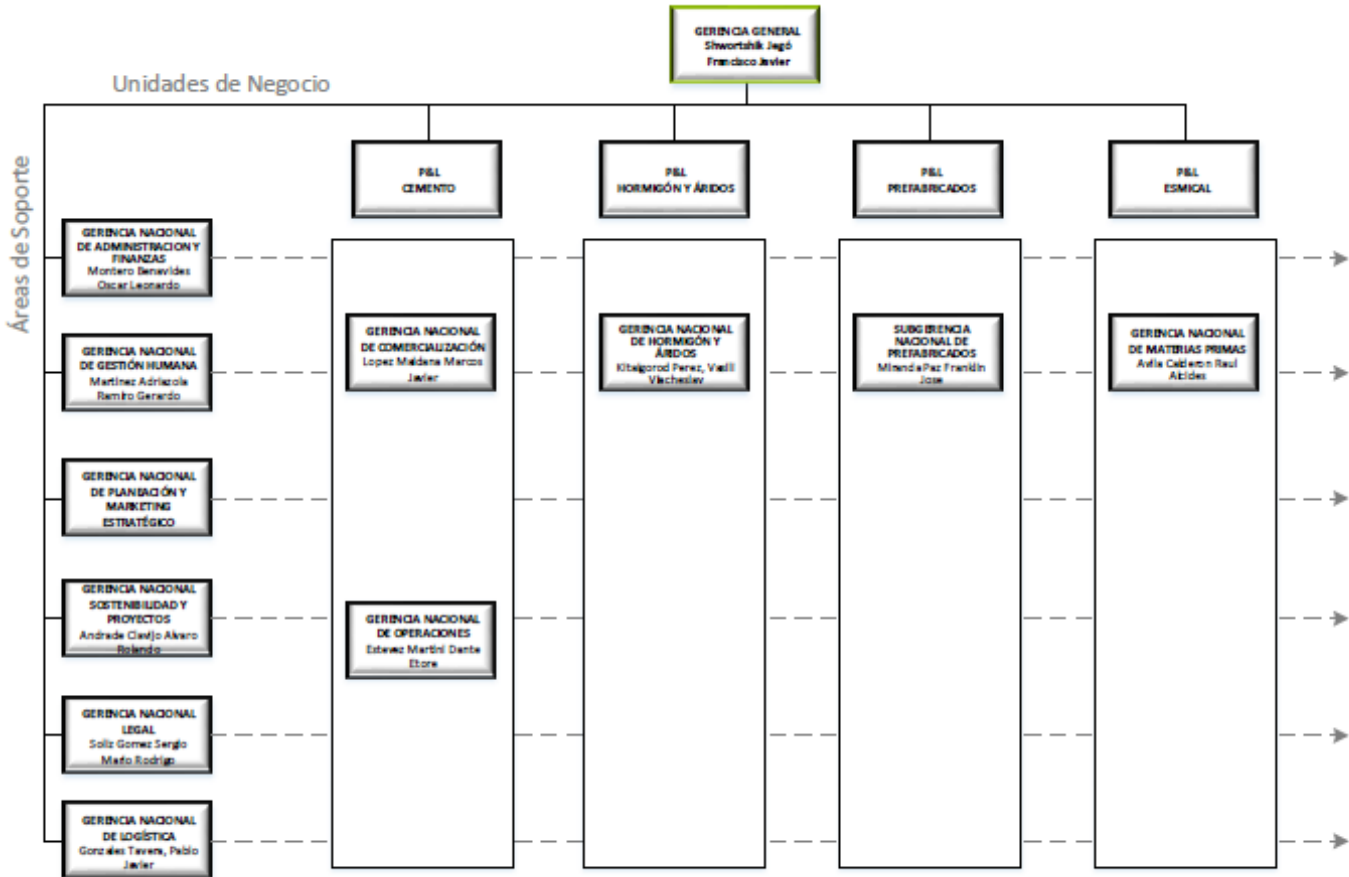 GERENCIA GENERAL
Shwortshik Jegó
Francisco Javier
Unidades de Negocio
Áreas de Soporte
P&L
CEMENTO
P&L
HORMIGÓN Y ÁRIDOS
P&L
PREFABRICADOS
P&L
ESMICAL
GERENCIA NACIONAL
DE ADMINISTRACION Y
FINANZAS
Montero Benavides
Oscar Leonardo
GERENCIA NACIONAL
DE GESTIÓN HUMANA
Martinez Adriazola
Ramiro Gerardo
GERENCIA NACIONAL
DE PLANEACIÓN Y
MARKETING
ESTRATÉGICO
GERENCIA NACIONAL
SOSTENIBILIDAD Y
PROYECTOS
Andrade Clavijo Alvaro
Rolando
GERENCIA NACIONAL
LEGAL
Soliz Gomez Sergio
Mario Rodrigo
GERENCIA NACIONAL
DE LOGÍSTICA
Gonzales Tavera, Pablo
Javier
GERENCIA NACIONAL
DE COMERCIALIZACIÓN
Lopez Maldana Marcos
Javier
GERENCIA NACIONAL
DE OPERACIONES
Estevez Martini Dante
Etore
GERENCIA NACIONAL
DE HORMIGÓN Y
ÁRIDOS
Kitaigorod Perez, Vasili
Viacheslav
SUBGERENCIA
NACIONAL DE
PREFABRICADOS
Miranda Paz Franklin
Jose
GERENCIA NACIONAL
DE MATERIAS PRIMAS
Avila Calderon Raul
Alcides